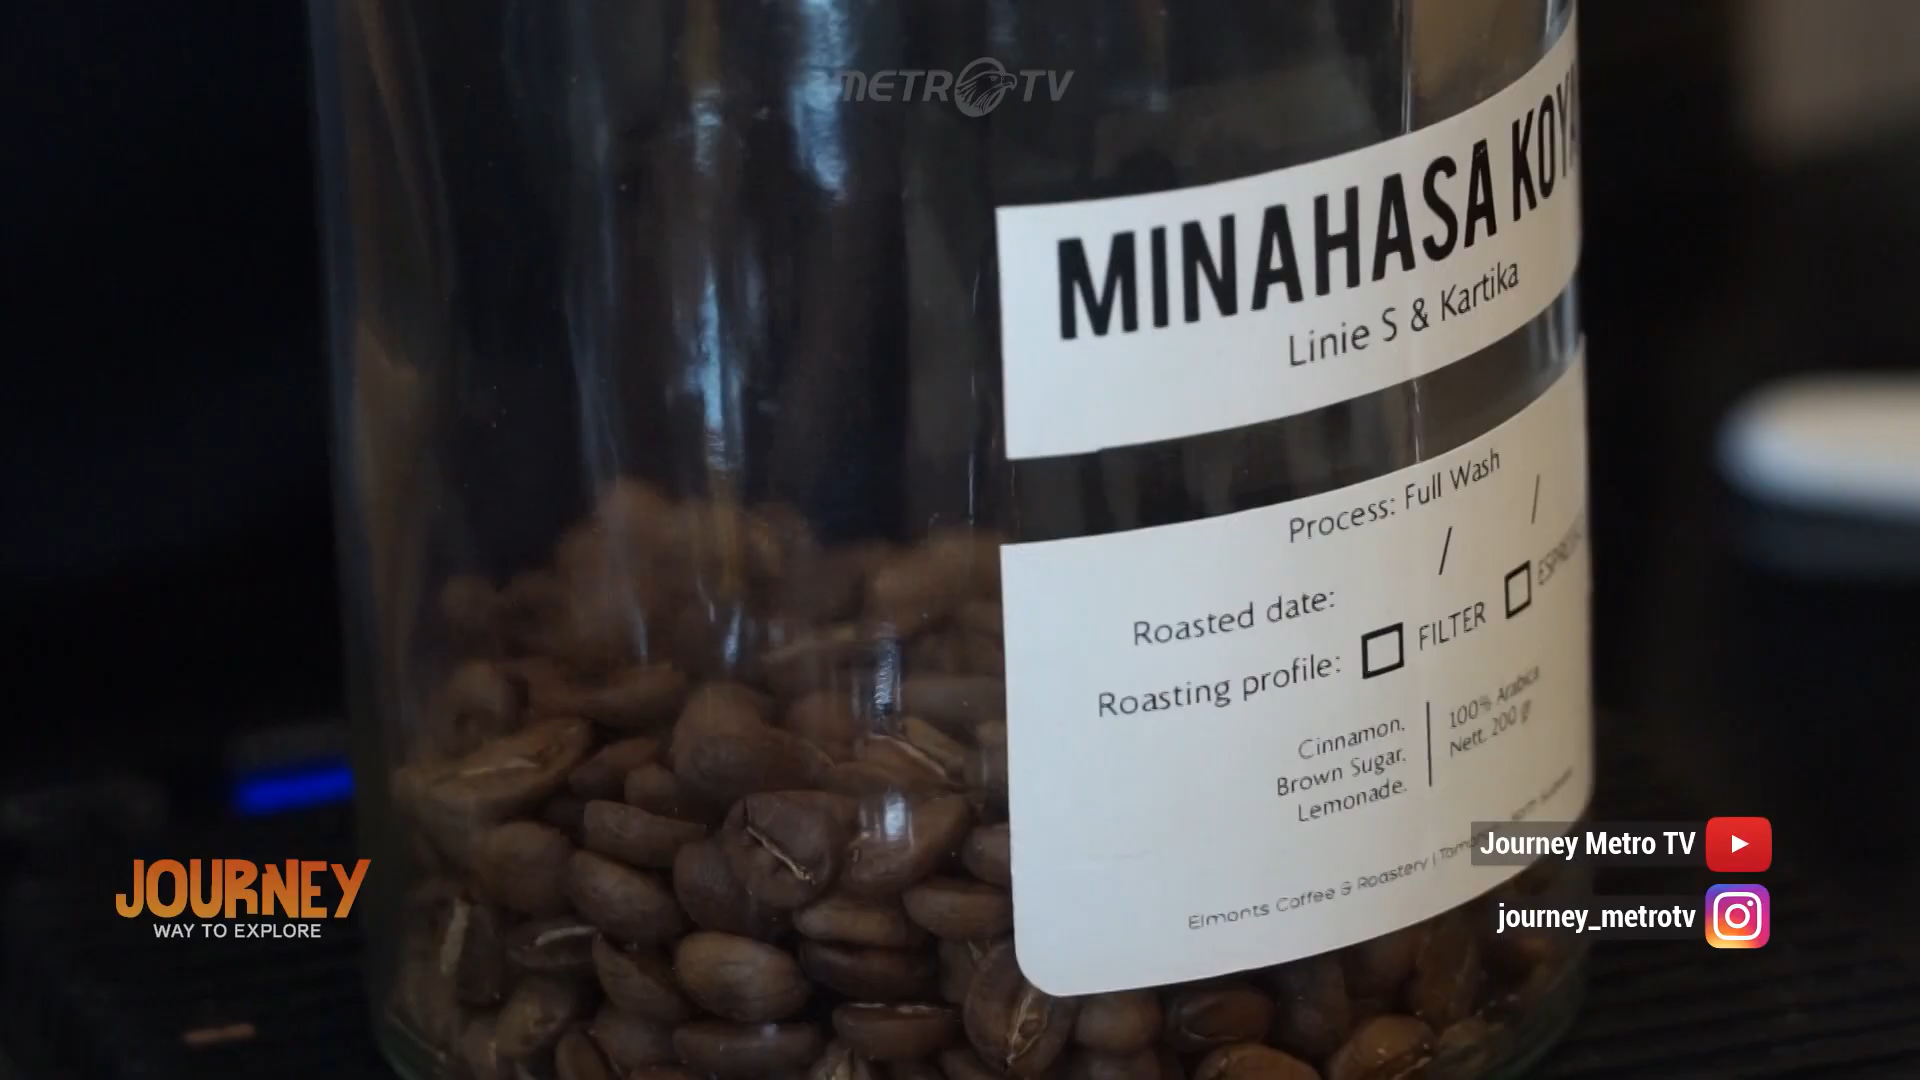 METRO TV
MINAHASA
Linie S & Kartika
Process: Full Wash
Roasted date: / /
Roasting profile: FILTER
Cinnamon,
Brown Sugar,
Lemonade.
100% Arabica
Nett. 200 g
Elmonts Coffee & Roastery |
JOURNEY
WAY TO EXPLORE
Journey Metro TV
journey_metrotv